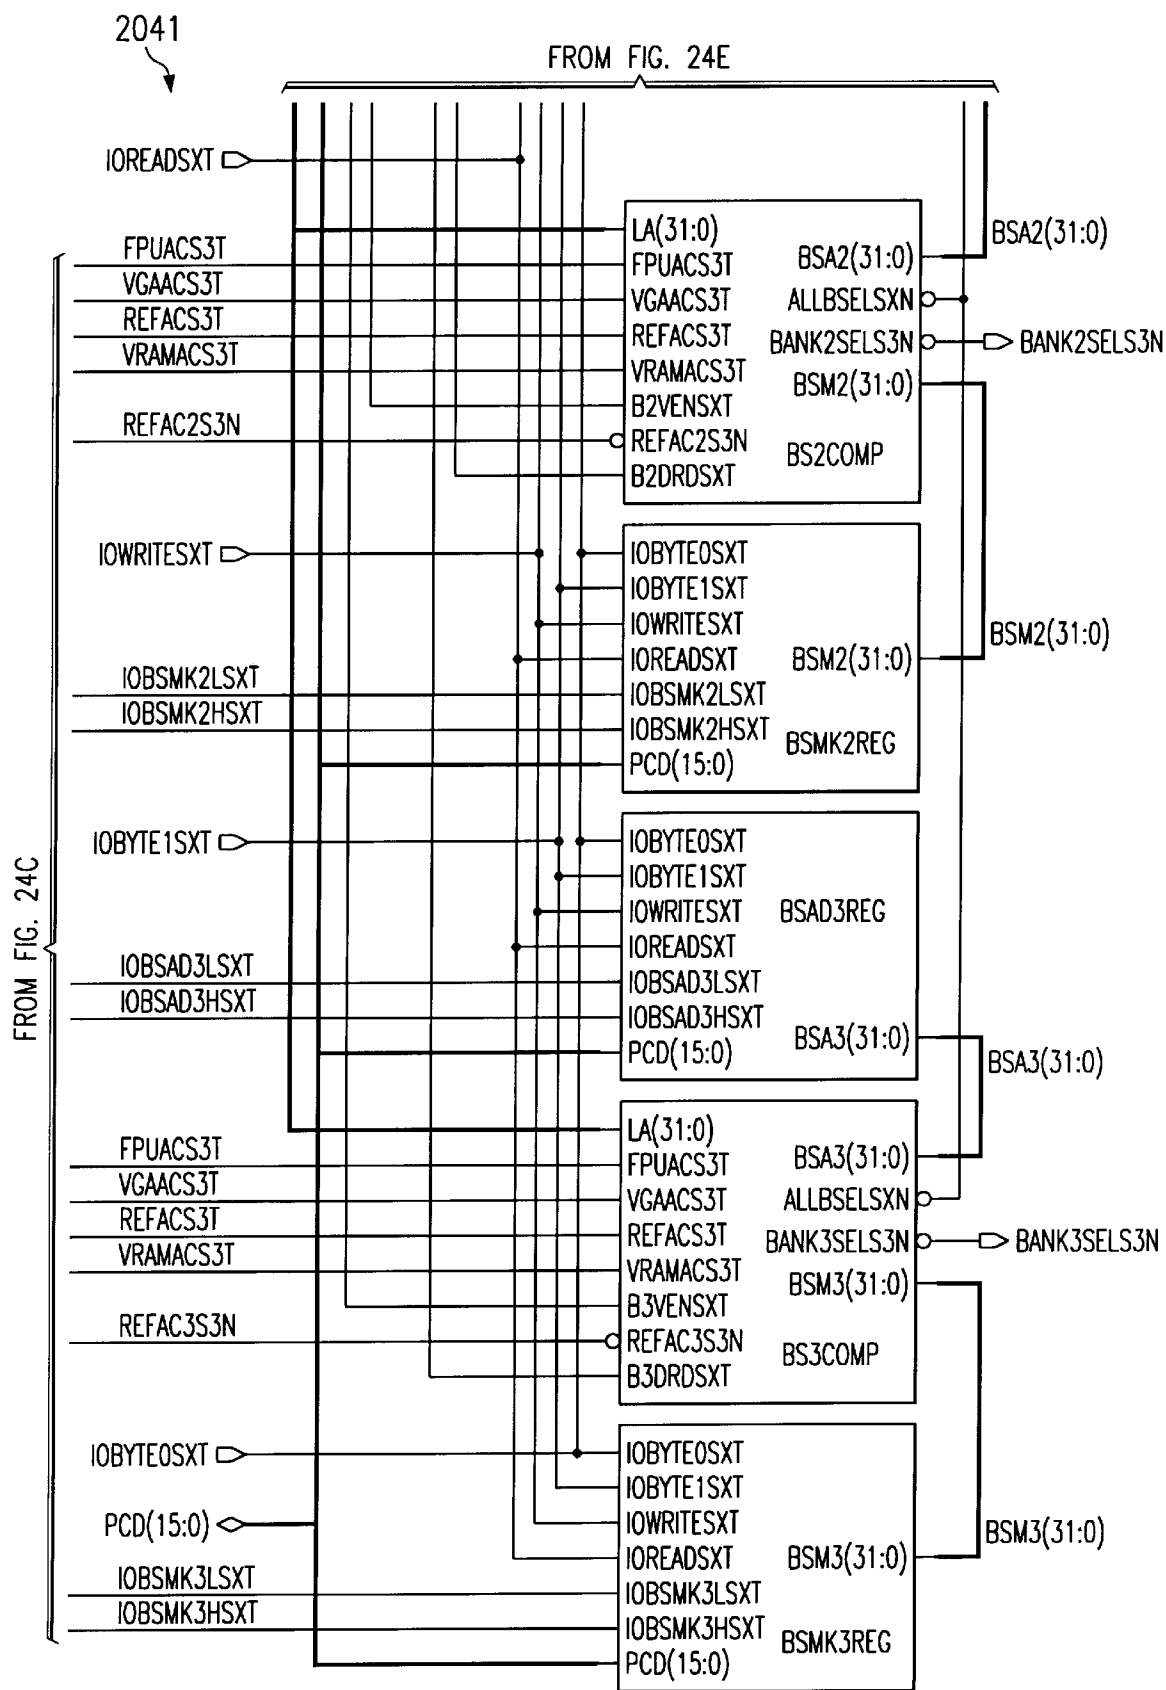 2041
FROM FIG. 24E
IOREADSXT
LA(31:0)
BSA2(31:0)
FPUACS3T
FPUACS3T
BSA2(31:0)
VGAACS3T
VGAACS3T
ALLBSELSXN
REFACS3T
REFACS3T
BANK2SELS3N
BANK2SELS3N
VRAMACS3T
VRAMACS3T
BSM2(31:0)
B2VENSXT
REFAC2S3N
REFAC2S3N
BS2COMP
B2DRDSXT
IOWRITESXT
IOBYTE0SXT
IOBYTE1SXT
IOWRITESXT
BSM2(31:0)
IOREADSXT
BSM2(31:0)
IOBSMK2LSXT
IOBSMK2LSXT
IOBSMK2HSXT
IOBSMK2HSXT
BSMK2REG
PCD(15:0)
IOBYTE1SXT
IOBYTE0SXT
IOBYTE1SXT
IOWRITESXT
BSAD3REG
FROM FIG. 24C
IOREADSXT
IOBSAD3LSXT
IOBSAD3LSXT
IOBSAD3HSXT
IOBSAD3HSXT
BSA3(31:0)
PCD(15:0)
BSA3(31:0)
LA(31:0)
FPUACS3T
FPUACS3T
BSA3(31:0)
VGAACS3T
VGAACS3T
ALLBSELSXN
REFACS3T
REFACS3T
BANK3SELS3N
BANK3SELS3N
VRAMACS3T
VRAMACS3T
BSM3(31:0)
B3VENSXT
REFAC3S3N
REFAC3S3N
BS3COMP
B3DRDSXT
IOBYTE0SXT
IOBYTE0SXT
IOBYTE1SXT
PCD(15:0)
IOWRITESXT
BSM3(31:0)
IOREADSXT
BSM3(31:0)
IOBSMK3LSXT
IOBSMK3LSXT
IOBSMK3HSXT
IOBSMK3HSXT
BSMK3REG
PCD(15:0)